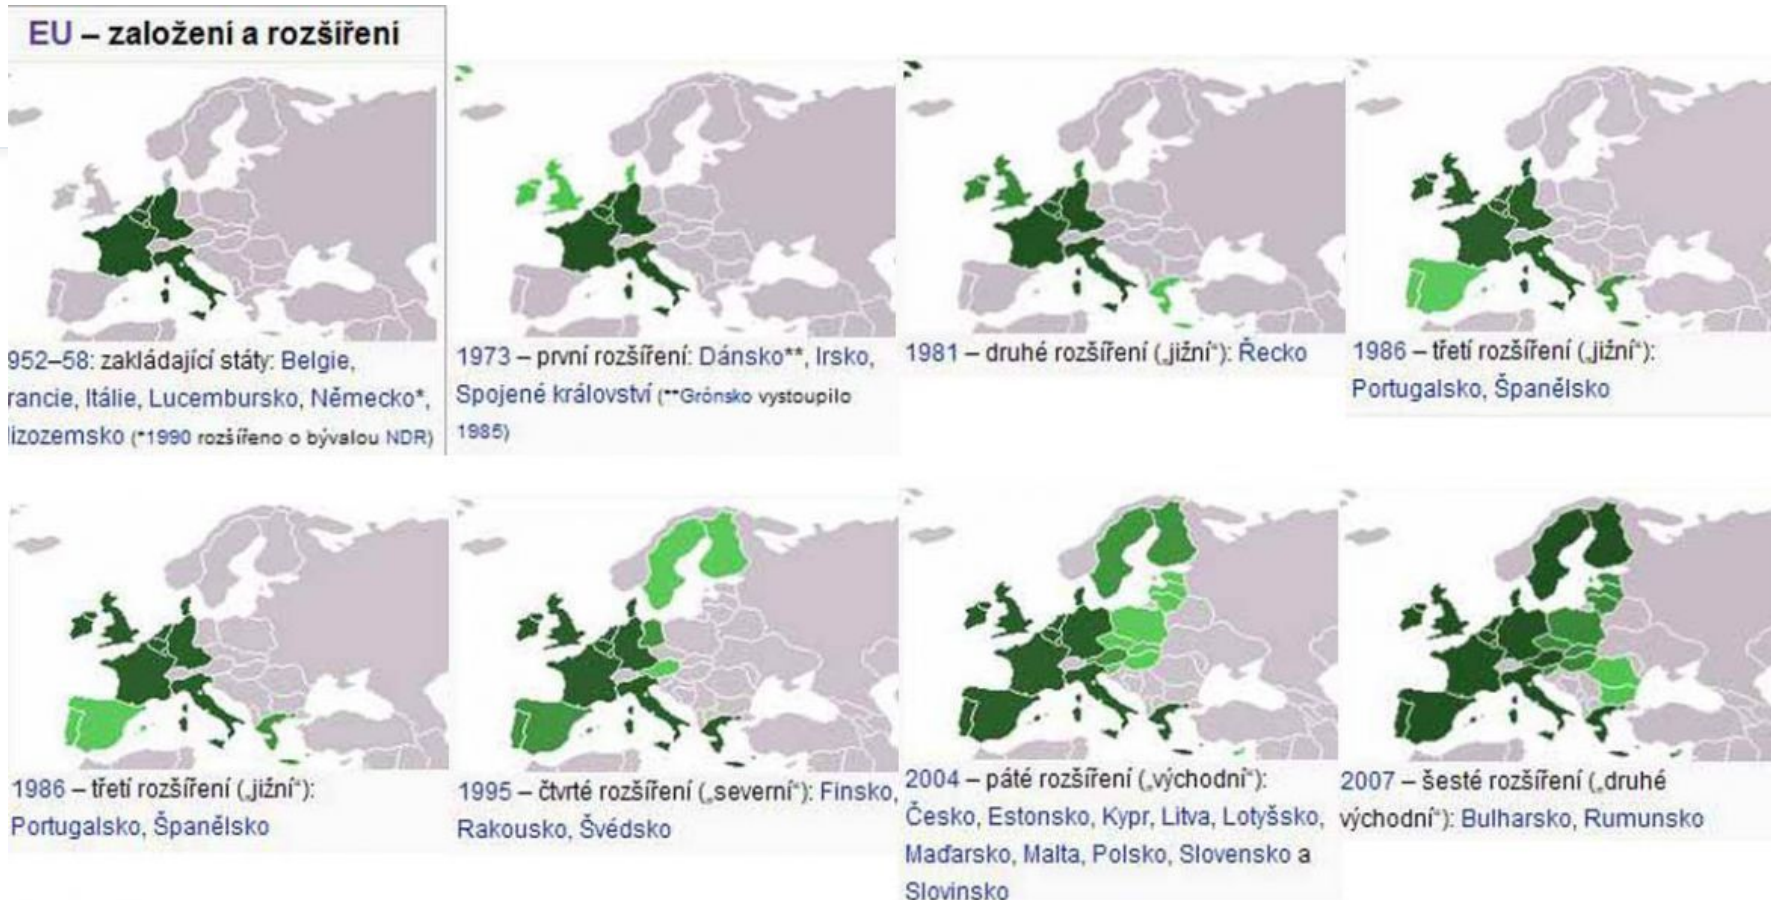 EU – založení a rozšíření
952–58: zakládající státy: Belgie,
rancie, Itálie, Lucembursko, Německo*,
lizozemsko (*1990 rozšířeno o bývalou NDR)
1973 – první rozšíření: Dánsko**, Irsko,
Spojené království (**Grónsko vystoupilo
1985)
1981 – druhé rozšíření („jižní“): Řecko
1986 – třetí rozšíření („jižní“):
Portugalsko, Španělsko
1986 – třetí rozšíření („jižní“):
Portugalsko, Španělsko
1995 – čtvrté rozšíření („severní“): Finsko,
Rakousko, Švédsko
2004 – páté rozšíření („východní“):
Česko, Estonsko, Kypr, Litva, Lotyšsko,
Maďarsko, Malta, Polsko, Slovensko a
Slovinsko
2007 – šesté rozšíření („druhé
východní“): Bulharsko, Rumunsko